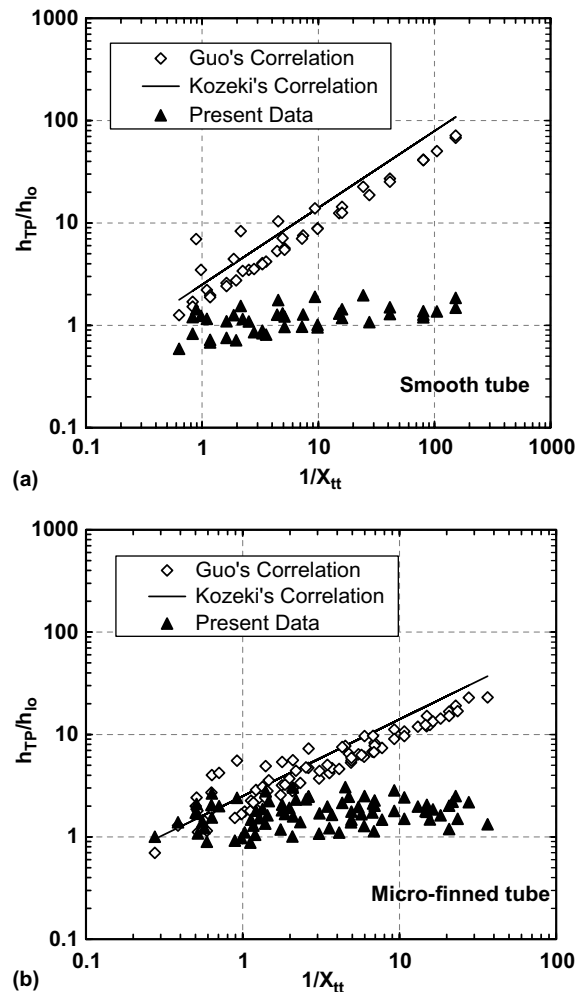 1000
Guo's Correlation
Kozeki's Correlation
Present Data
100
10
1
0.1
h_TP/h_lo
Smooth tube
0.1 1 10 100 1000
(a) 1/X_tt
1000
Guo's Correlation
Kozeki's Correlation
Present Data
100
10
1
0.1
h_TP/h_lo
Micro-finned tube
0.1 1 10 100
(b) 1/X_tt